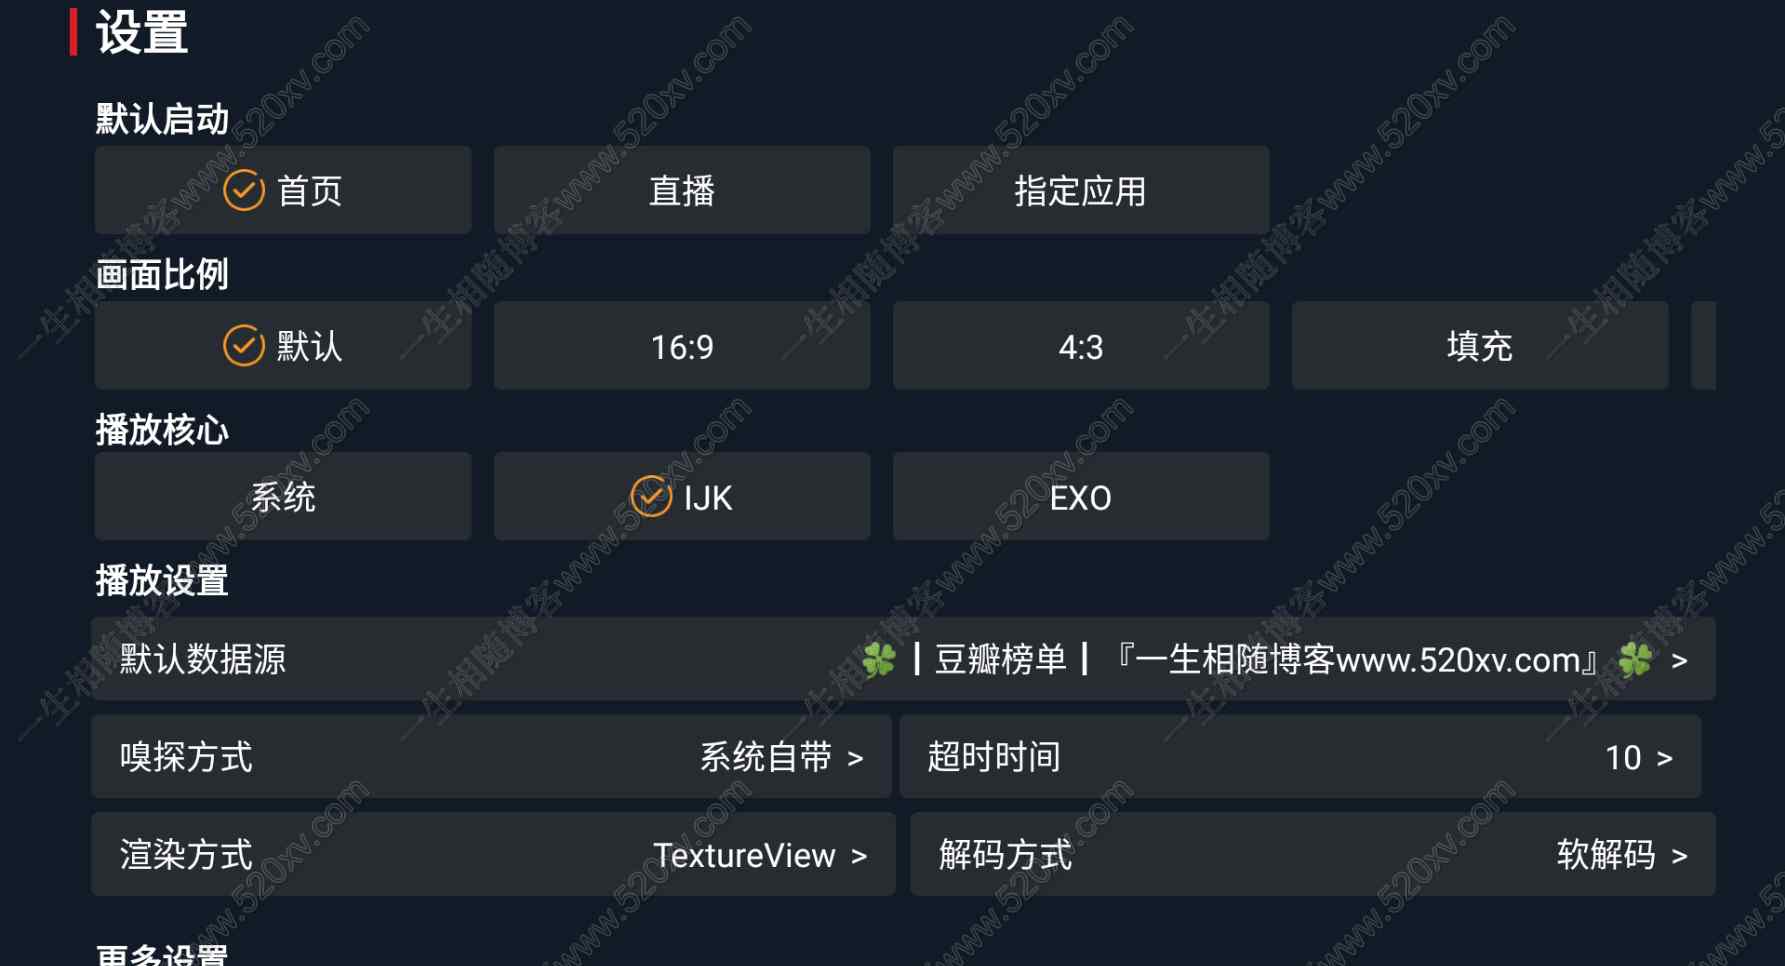 设置
默认启动
首页 直播 指定应用
画面比例
默认 16:9 4:3 填充
播放核心
系统 IJK EXO
播放设置
默认数据源 🍀┃豆瓣榜单┃『一生相随博客www.520xv.com』🍀 >
嗅探方式 系统自带 > 超时时间 10 >
渲染方式 TextureView > 解码方式 软解码 >
更多设置
一生相随博客www.520xv.com